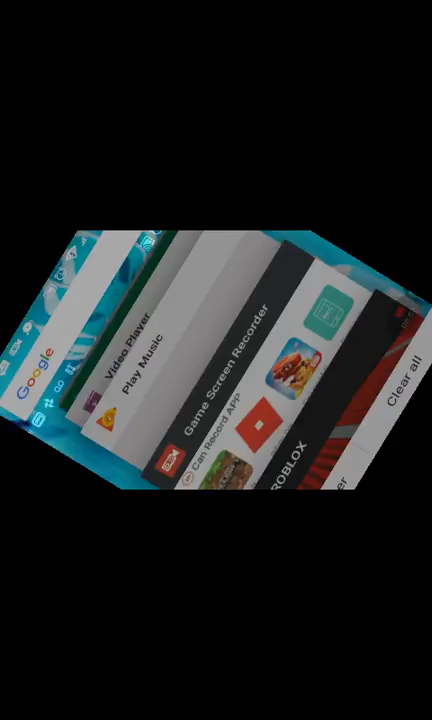 Google
Video Player
Play Music
Game Screen Recorder
Can Record APP
ROBLOX
Clear all